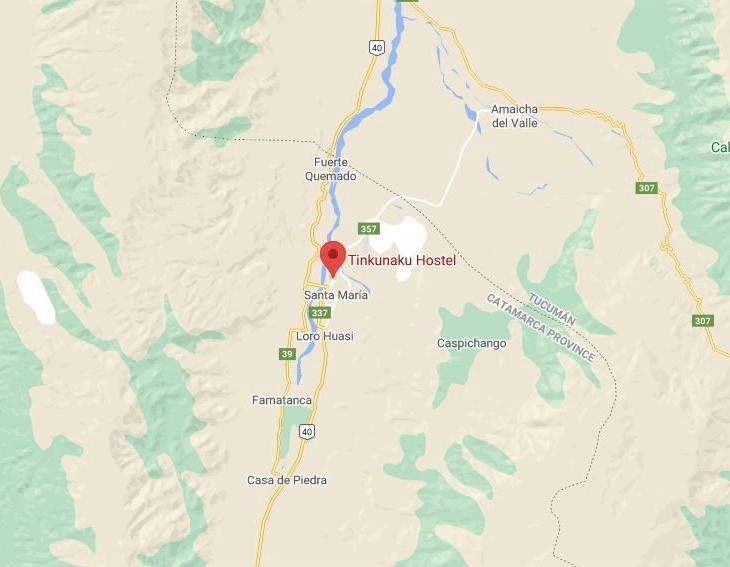 40
Amaicha
del Valle
Cal
Fuerte
Quemado
307
357
Tinkunaku Hostel
Santa María
TUCUMÁN
CATAMARCA PROVINCE
337
307
Loro Huasi
Caspichango
39
Famatanca
40
Casa de Piedra